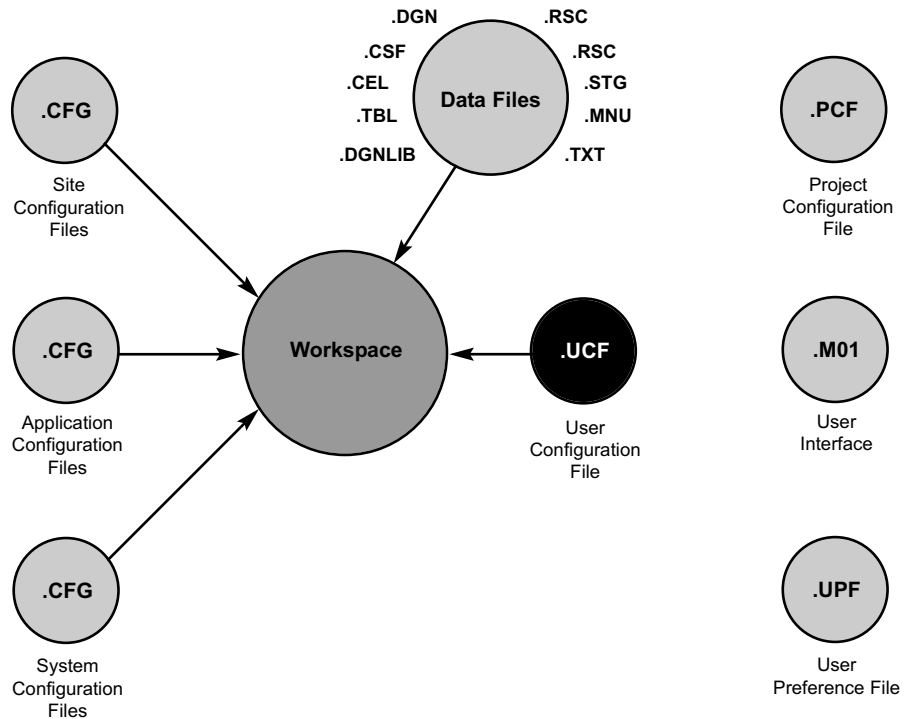 .DGN
.RSC
.CSF
.RSC
.CEL
.STG
.TBL
.MNU
.DGNLIB
.TXT
Data Files
.CFG
Site
Configuration
Files
.PCF
Project
Configuration
File
Workspace
.CFG
Application
Configuration
Files
.UCF
User
Configuration
File
.M01
User
Interface
.CFG
System
Configuration
Files
.UPF
User
Preference File